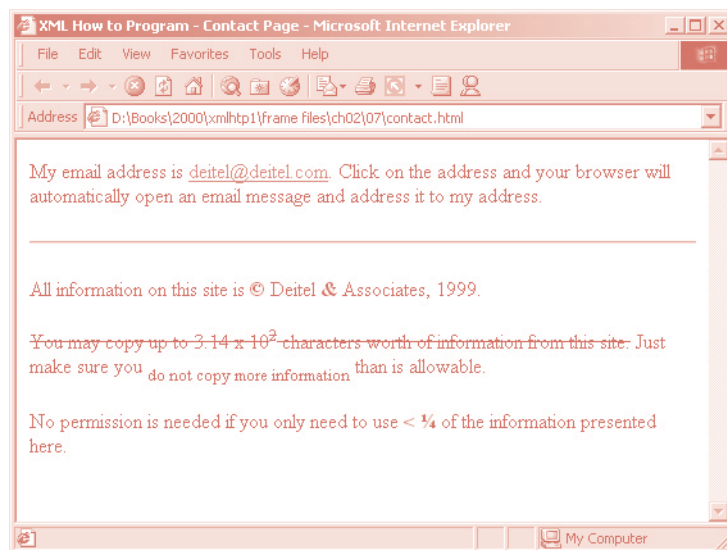 XML How to Program - Contact Page - Microsoft Internet Explorer
File Edit View Favorites Tools Help
Address D:\Books\2000\xmlhtp1\frame files\ch02\07\contact.html
My email address is deitel@deitel.com. Click on the address and your browser will
automatically open an email message and address it to my address.
All information on this site is © Deitel & Associates, 1999.
You may copy up to 3.14 x 10² characters worth of information from this site. Just
make sure you do not copy more information than is allowable.
No permission is needed if you only need to use < ¼ of the information presented
here.
My Computer